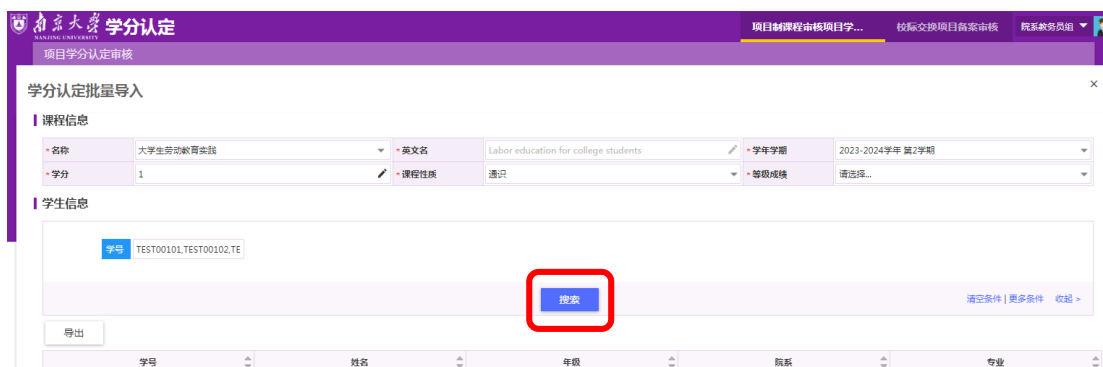 南京大学 学分认定 项目制课程审核项目学... 校际交换项目备案审核 院系教务员组
NANJING UNIVERSITY
项目学分认定审核
学分认定批量导入 ×
课程信息
* 名称 大学生劳动教育实践 * 英文名 Labor education for college students * 学年学期 2023-2024学年 第2学期
* 学分 1 * 课程性质 通识 * 等级成绩 请选择...
学生信息
学号 TEST00101,TEST00102,TE
搜索 清空条件 | 更多条件 收起 >
导出
学号 姓名 年级 院系 专业